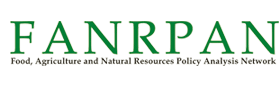 FANRPAN
Food, Agriculture and Natural Resources Policy Analysis Network